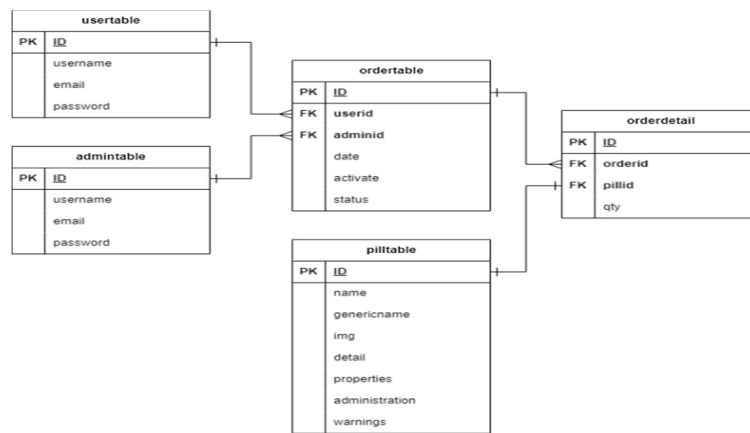 usertable
PK ID
username
email
password
admintable
PK ID
username
email
password
ordertable
PK ID
FK userid
FK adminid
date
activate
status
pilltable
PK ID
name
genericname
img
detail
properties
administration
warnings
orderdetail
PK ID
FK orderid
FK pillid
qty